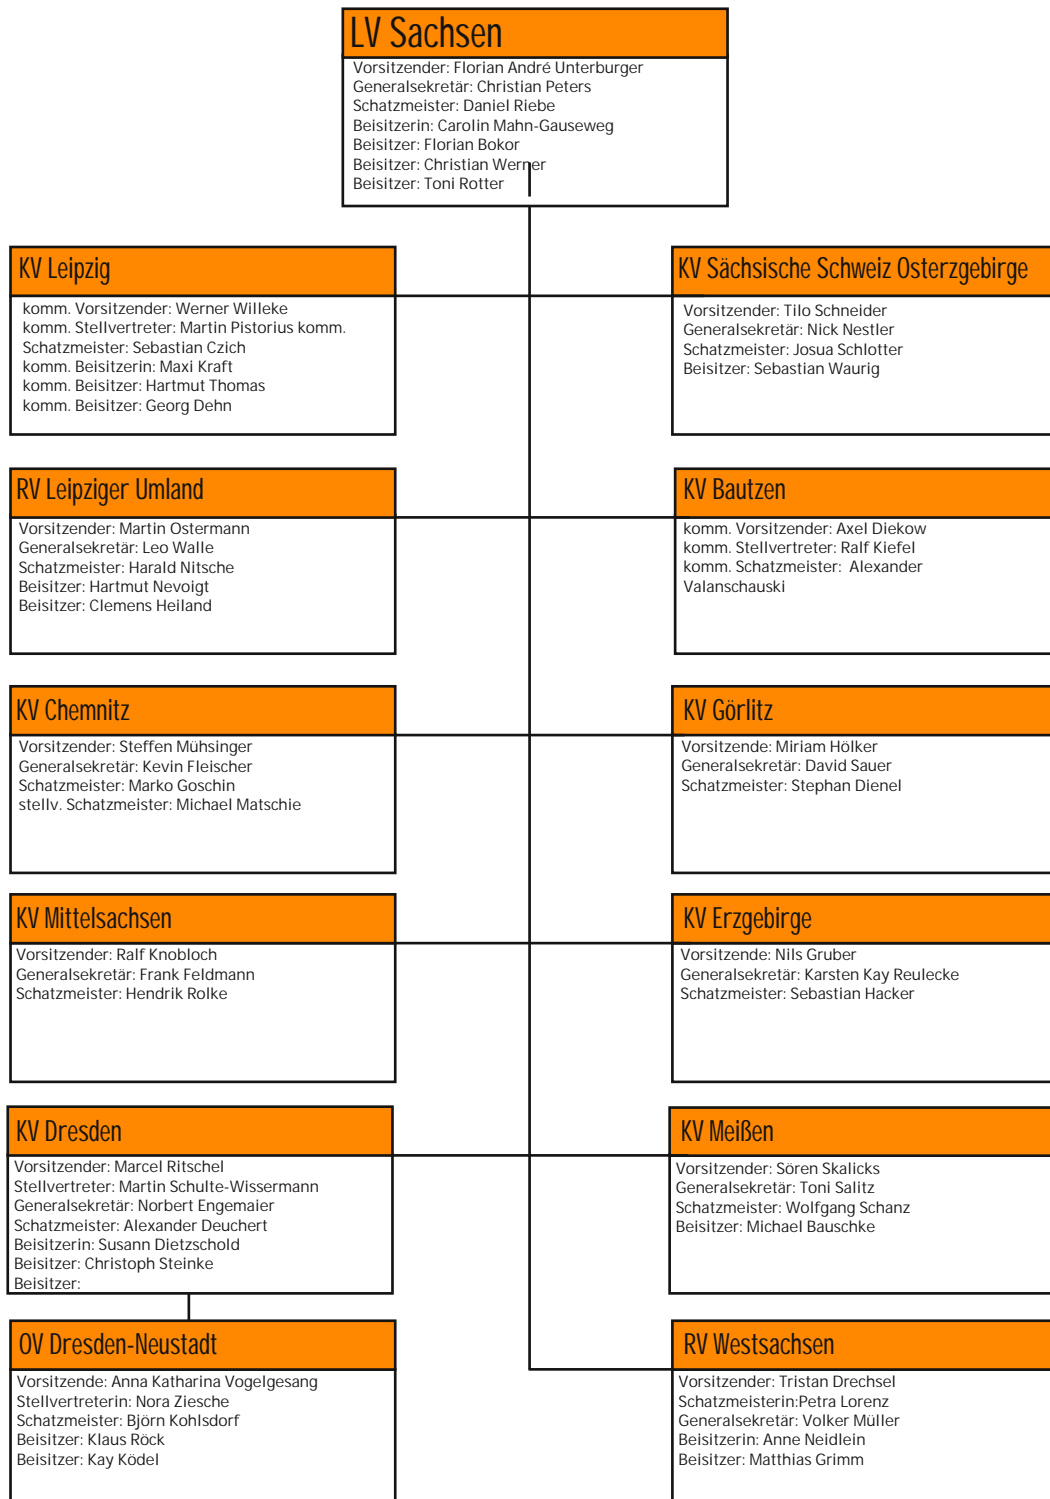 LV Sachsen
Vorsitzender: Florian André Unterburger
Generalsekretär: Christian Peters
Schatzmeister: Daniel Riebe
Beisitzerin: Carolin Mahn-Gauseweg
Beisitzer: Florian Bokor
Beisitzer: Christian Werner
Beisitzer: Toni Rotter
KV Leipzig
komm. Vorsitzender: Werner Willeke
komm. Stellvertreter: Martin Pistorius komm.
Schatzmeister: Sebastian Czich
komm. Beisitzerin: Maxi Kraft
komm. Beisitzer: Hartmut Thomas
komm. Beisitzer: Georg Dehn
KV Sächsische Schweiz Osterzgebirge
Vorsitzender: Tilo Schneider
Generalsekretär: Nick Nestler
Schatzmeister: Josua Schlotter
Beisitzer: Sebastian Waurig
RV Leipziger Umland
Vorsitzender: Martin Ostermann
Generalsekretär: Leo Walle
Schatzmeister: Harald Nitsche
Beisitzer: Hartmut Nevoigt
Beisitzer: Clemens Heiland
KV Bautzen
komm. Vorsitzender: Axel Diekow
komm. Stellvertreter: Ralf Kiefel
komm. Schatzmeister: Alexander
Valanschauski
KV Chemnitz
Vorsitzender: Steffen Mühsinger
Generalsekretär: Kevin Fleischer
Schatzmeister: Marko Goschin
stellv. Schatzmeister: Michael Matschie
KV Görlitz
Vorsitzende: Miriam Hölker
Generalsekretär: David Sauer
Schatzmeister: Stephan Dienel
KV Mittelsachsen
Vorsitzender: Ralf Knobloch
Generalsekretär: Frank Feldmann
Schatzmeister: Hendrik Rolke
KV Erzgebirge
Vorsitzende: Nils Gruber
Generalsekretär: Karsten Kay Reulecke
Schatzmeister: Sebastian Hacker
KV Dresden
Vorsitzender: Marcel Ritschel
Stellvertreter: Martin Schulte-Wissermann
Generalsekretär: Norbert Engemaier
Schatzmeister: Alexander Deuchert
Beisitzerin: Susann Dietzschold
Beisitzer: Christoph Steinke
Beisitzer:
KV Meißen
Vorsitzender: Sören Skalicks
Generalsekretär: Toni Salitz
Schatzmeister: Wolfgang Schanz
Beisitzer: Michael Bauschke
OV Dresden-Neustadt
Vorsitzende: Anna Katharina Vogelgesang
Stellvertreterin: Nora Ziesche
Schatzmeister: Björn Kohlsdorf
Beisitzer: Klaus Röck
Beisitzer: Kay Ködel
RV Westsachsen
Vorsitzender: Tristan Drechsel
Schatzmeisterin:Petra Lorenz
Generalsekretär: Volker Müller
Beisitzerin: Anne Neidlein
Beisitzer: Matthias Grimm